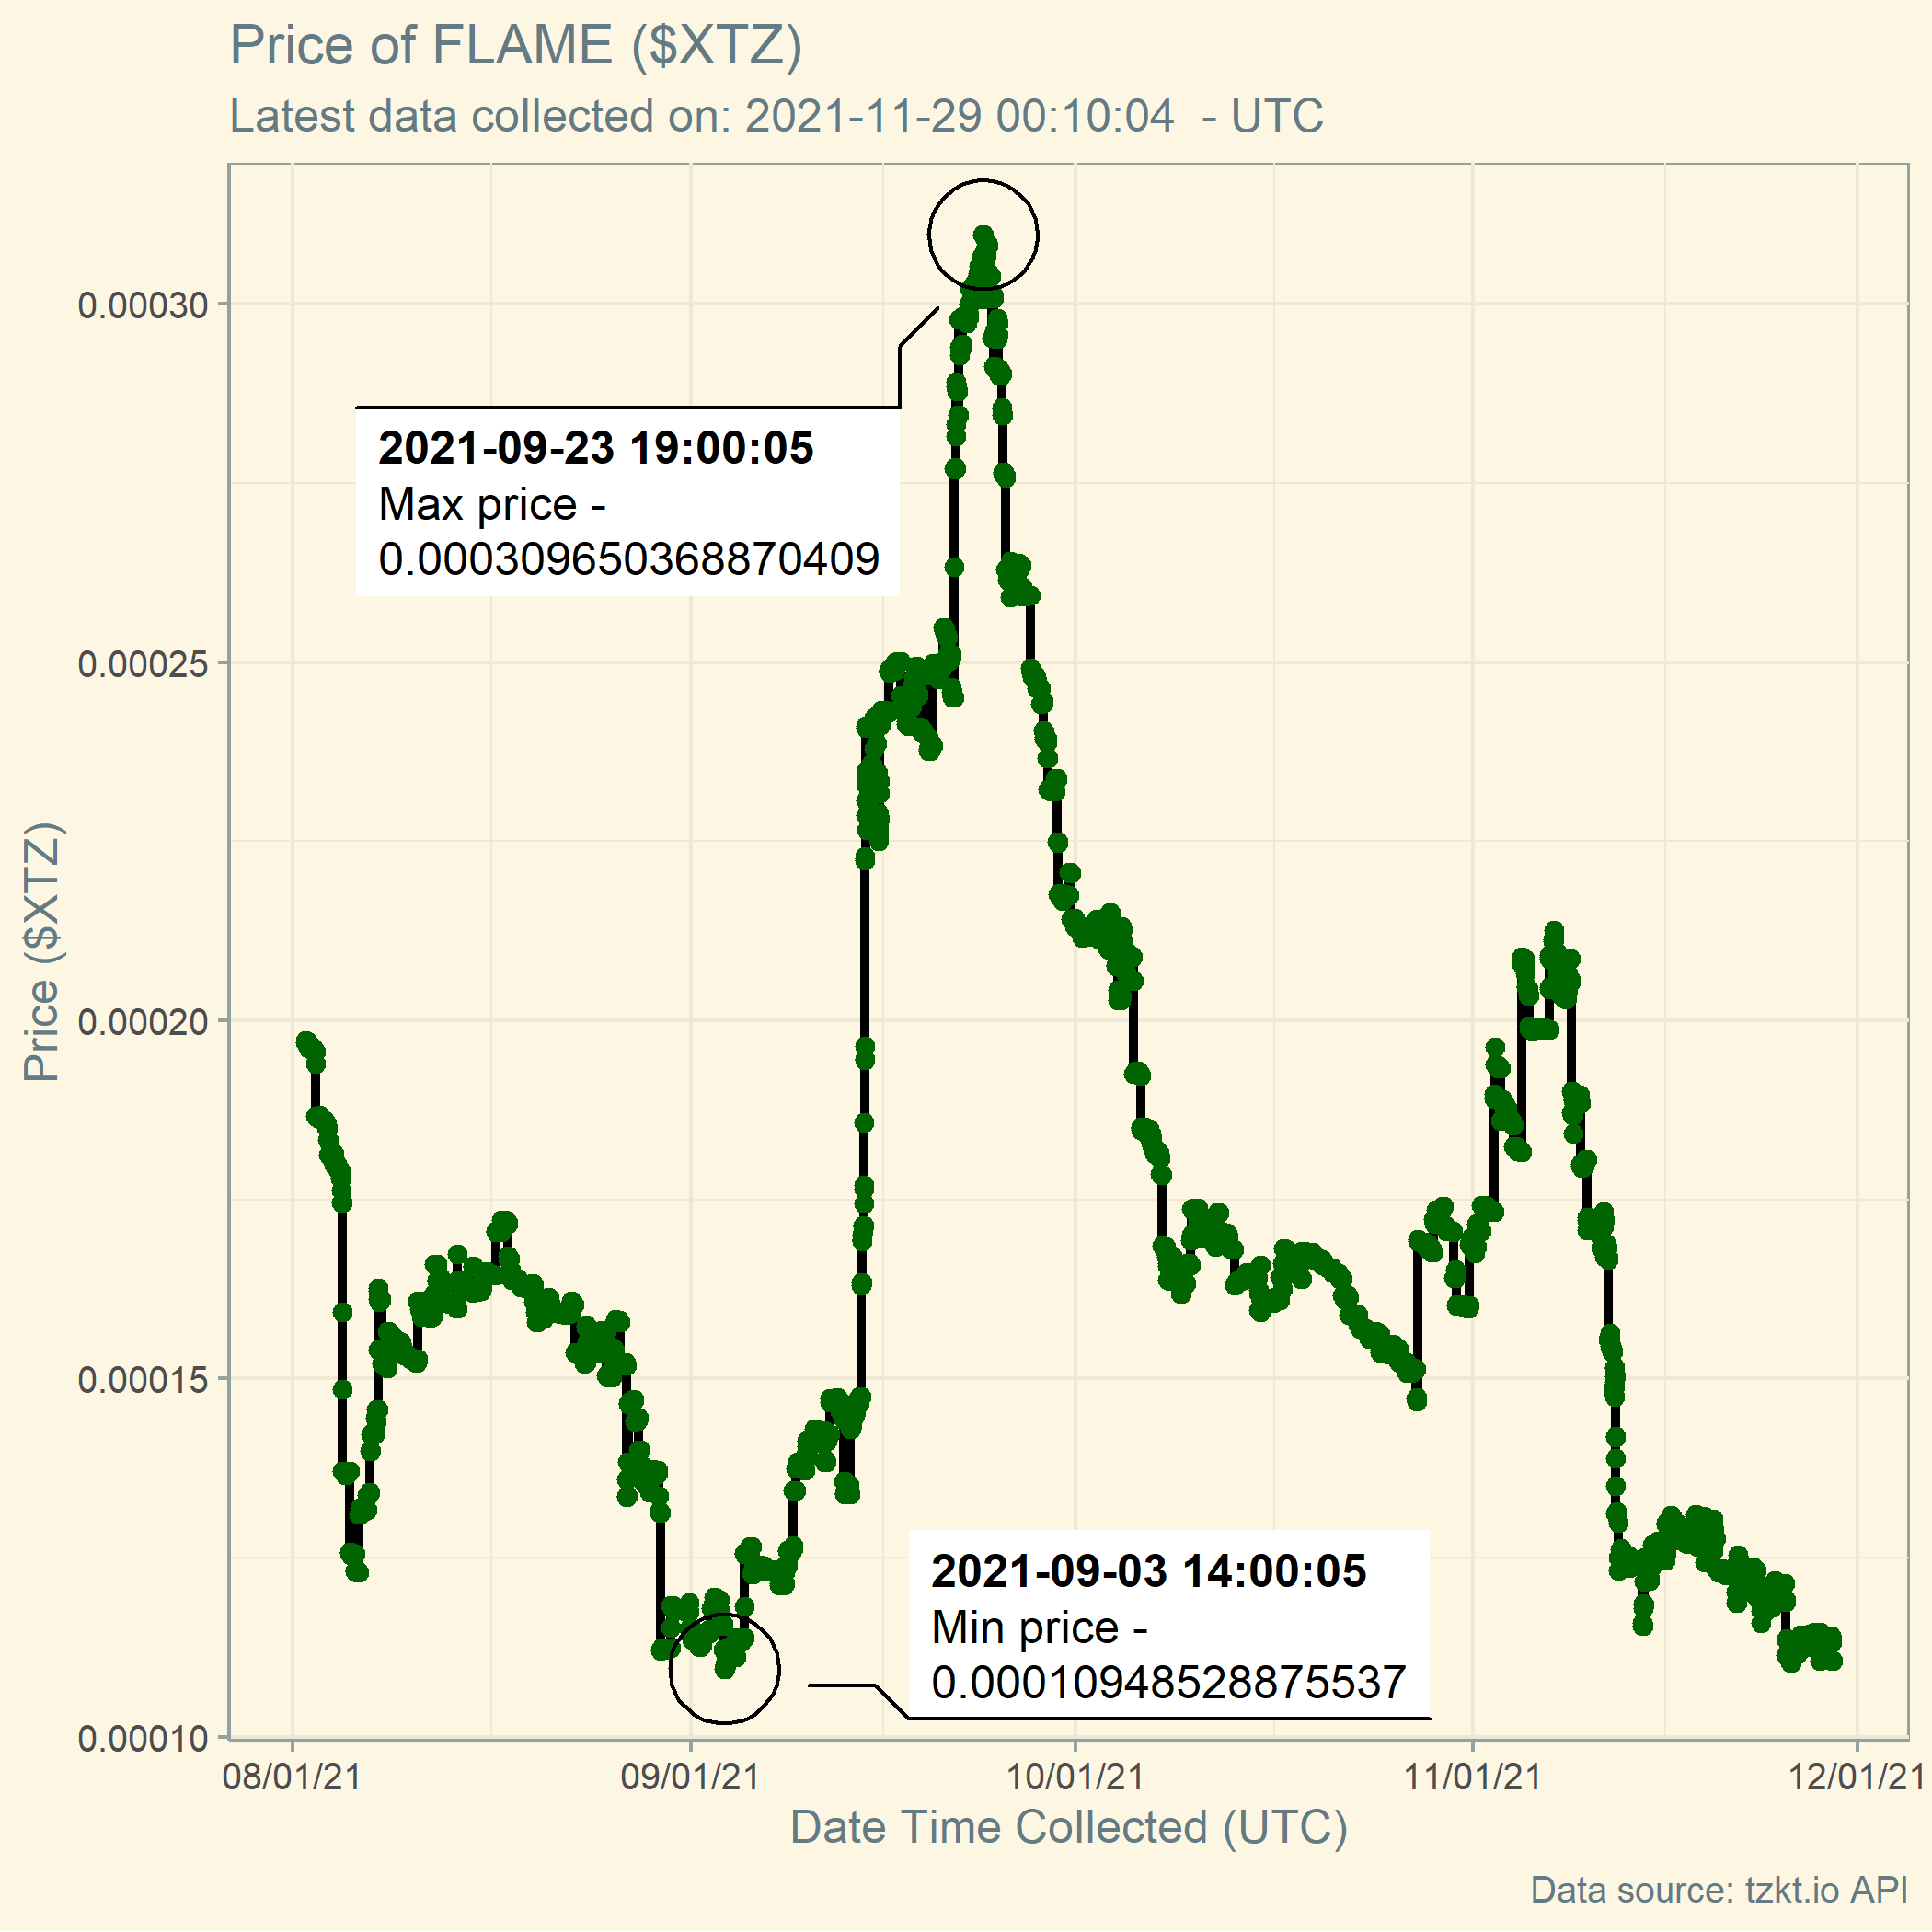 Price of FLAME ($XTZ)
Latest data collected on: 2021-11-29 00:10:04  - UTC
0.00030
2021-09-23 19:00:05
Max price -
0.000309650368870409
0.00025
Price ($XTZ)
0.00020
0.00015
2021-09-03 14:00:05
Min price -
0.000109485288755​37
0.00010
08/01/21
09/01/21
10/01/21
11/01/21
12/01/21
Date Time Collected (UTC)
Data source: tzkt.io API